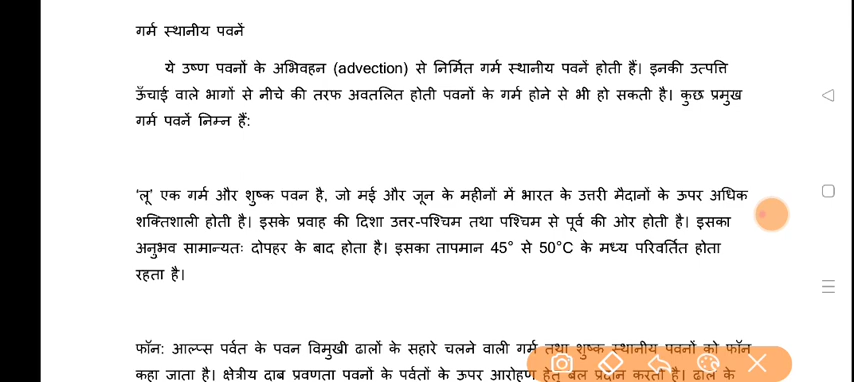 गर्म स्थानीय पवनें
ये उष्ण पवनों के अभिवहन (advection) से निर्मित गर्म स्थानीय पवनें होती हैं। इनकी उत्पत्ति
ऊँचाई वाले भागों से नीचे की तरफ अवतलित होती पवनों के गर्म होने से भी हो सकती है। कुछ प्रमुख
गर्म पवनें निम्न हैं:
'लू' एक गर्म और शुष्क पवन है, जो मई और जून के महीनों में भारत के उत्तरी मैदानों के ऊपर अधिक
शक्तिशाली होती है। इसके प्रवाह की दिशा उत्तर-पश्चिम तथा पश्चिम से पूर्व की ओर होती है। इसका
अनुभव सामान्यतः दोपहर के बाद होता है। इसका तापमान 45° से 50°C के मध्य परिवर्तित होता
रहता है।
फॉन: आल्प्स पर्वत के पवन विमुखी ढालों के सहारे चलने वाली गर्म तथा शुष्क स्थानीय पवनों को फॉन
कहा जाता है। क्षेत्रीय दाब प्रवणता पवनों के पर्वतों के ऊपर आरोहण हेतु बल प्रदान करती है। ढाल के